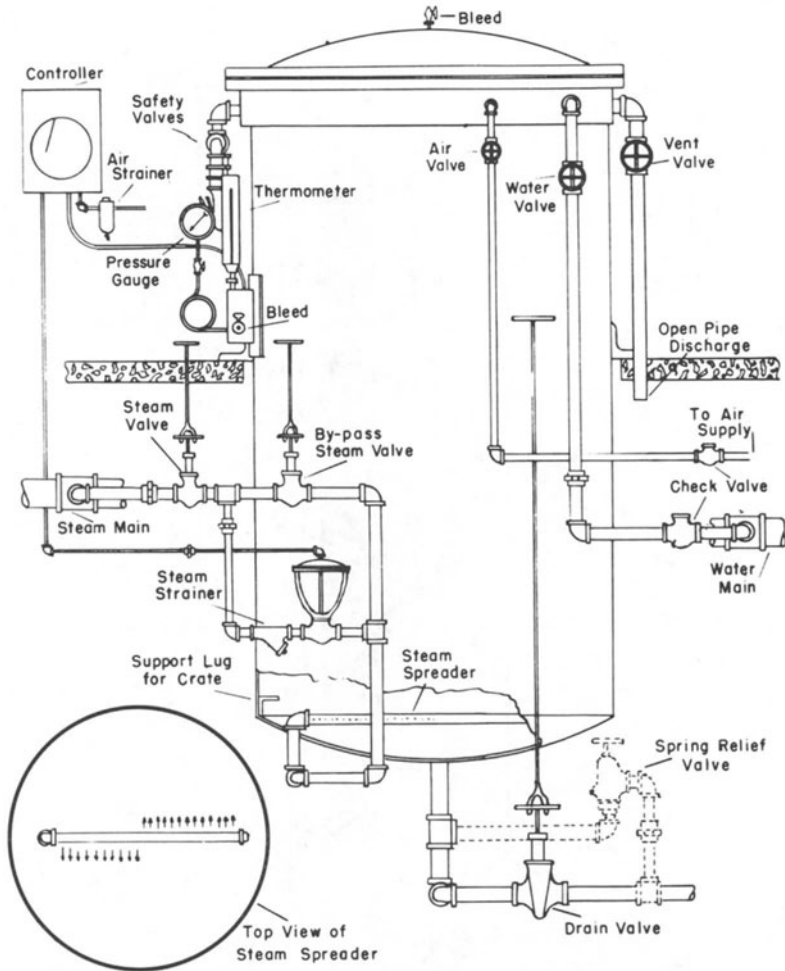 Bleed
Controller
Safety
Valves
Air
Strainer
Thermometer
Pressure
Gauge
Bleed
Air
Valve
Water
Valve
Vent
Valve
Open Pipe
Discharge
Steam
Valve
By-pass
Steam Valve
To Air
Supply
Check Valve
Steam Main
Water
Main
Steam
Strainer
Support Lug
for Crate
Steam
Spreader
Spring Relief
Valve
Drain Valve
Top View of
Steam Spreader